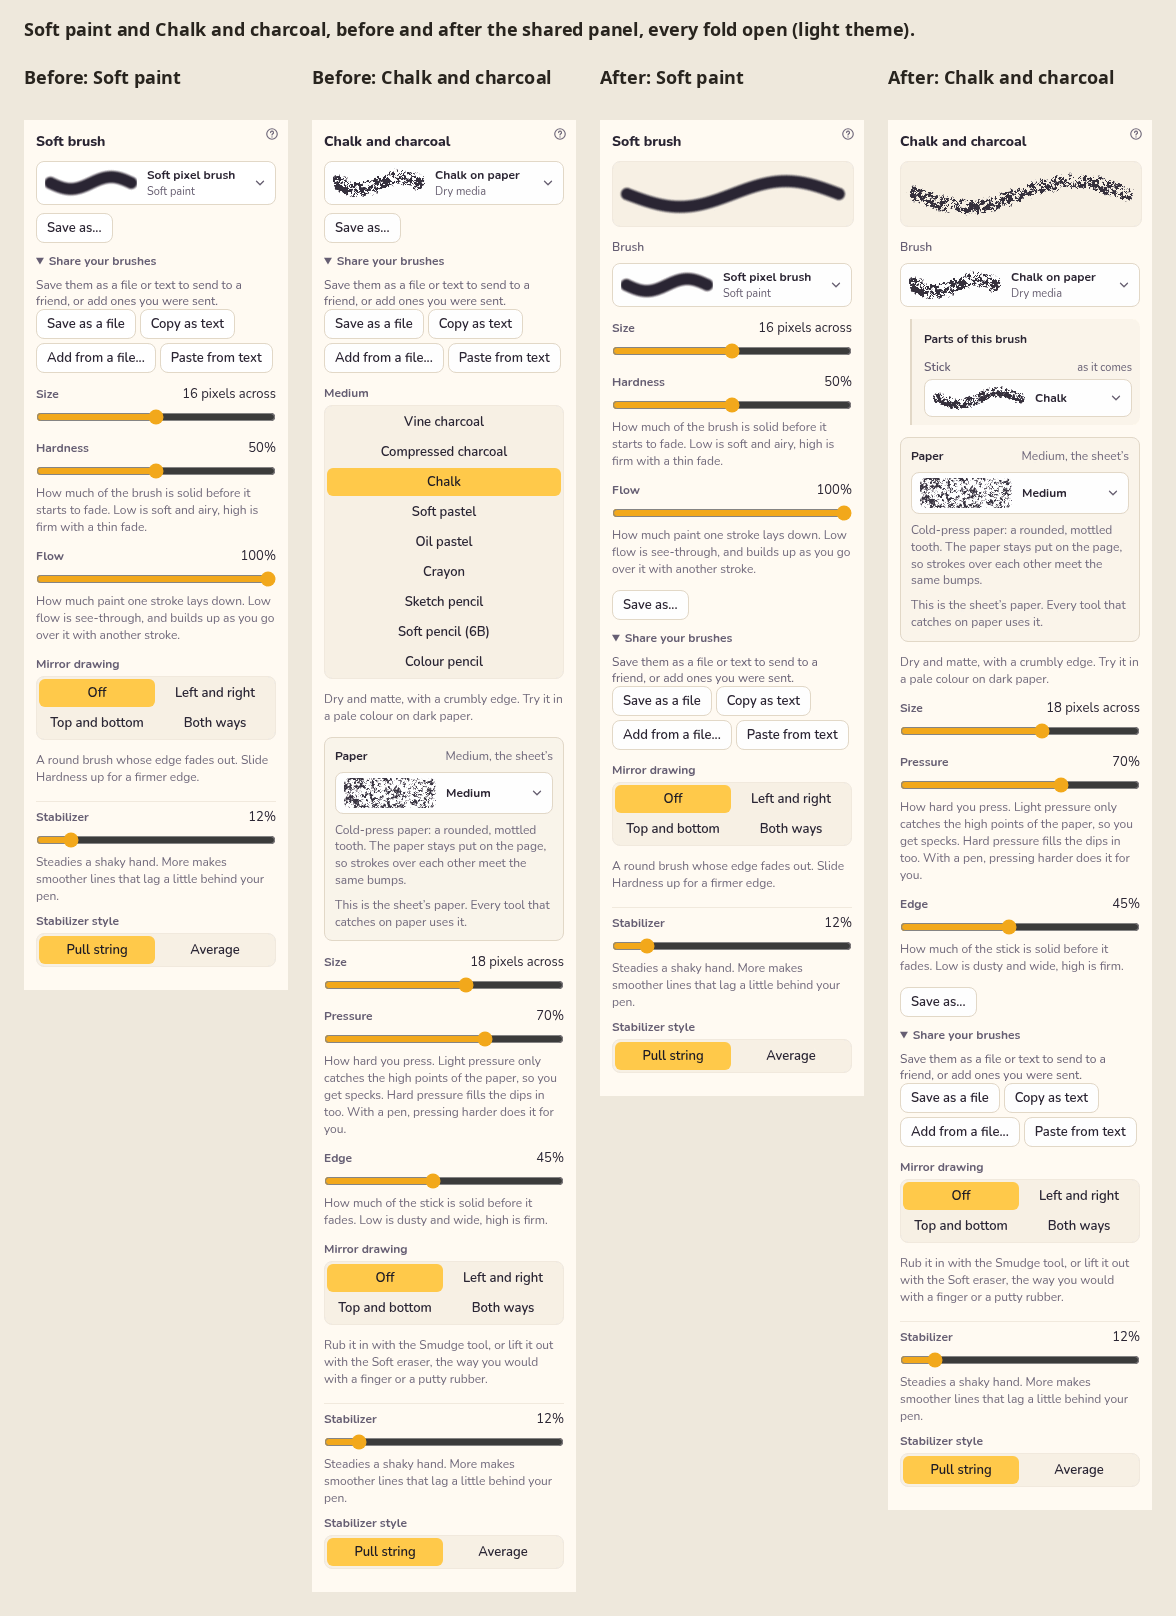 Soft paint and Chalk and charcoal, before and after the shared panel, every fold open (light theme).
Before: Soft paint
Soft brush
Soft pixel brush
Soft paint
Save as...
▼ Share your brushes
Save them as a file or text to send to a
friend, or add ones you were sent.
Save as a file
Copy as text
Add from a file...
Paste from text
Size
16 pixels across
Hardness
50%
How much of the brush is solid before it
starts to fade. Low is soft and airy, high is
firm with a thin fade.
Flow
100%
How much paint one stroke lays down. Low
flow is see-through, and builds up as you go
over it with another stroke.
Mirror drawing
Off
Left and right
Top and bottom
Both ways
A round brush whose edge fades out. Slide
Hardness up for a firmer edge.
Stabilizer
12%
Steadies a shaky hand. More makes
smoother lines that lag a little behind your
pen.
Stabilizer style
Pull string
Average
Before: Chalk and charcoal
Chalk and charcoal
Chalk on paper
Dry media
Save as...
▼ Share your brushes
Save them as a file or text to send to a
friend, or add ones you were sent.
Save as a file
Copy as text
Add from a file...
Paste from text
Medium
Vine charcoal
Compressed charcoal
Chalk
Soft pastel
Oil pastel
Crayon
Sketch pencil
Soft pencil (6B)
Colour pencil
Dry and matte, with a crumbly edge. Try it in
a pale colour on dark paper.
Paper
Medium, the sheet's
Medium
Cold-press paper: a rounded, mottled
tooth. The paper stays put on the page,
so strokes over each other meet the
same bumps.
This is the sheet's paper. Every tool that
catches on paper uses it.
Size
18 pixels across
Pressure
70%
How hard you press. Light pressure only
catches the high points of the paper, so you
get specks. Hard pressure fills the dips in
too. With a pen, pressing harder does it for
you.
Edge
45%
How much of the stick is solid before it
fades. Low is dusty and wide, high is firm.
Mirror drawing
Off
Left and right
Top and bottom
Both ways
Rub it in with the Smudge tool, or lift it out
with the Soft eraser, the way you would
with a finger or a putty rubber.
Stabilizer
12%
Steadies a shaky hand. More makes
smoother lines that lag a little behind your
pen.
Stabilizer style
Pull string
Average
After: Soft paint
Soft brush
Brush
Soft pixel brush
Soft paint
Size
16 pixels across
Hardness
50%
How much of the brush is solid before it
starts to fade. Low is soft and airy, high is
firm with a thin fade.
Flow
100%
How much paint one stroke lays down. Low
flow is see-through, and builds up as you go
over it with another stroke.
Save as...
▼ Share your brushes
Save them as a file or text to send to a
friend, or add ones you were sent.
Save as a file
Copy as text
Add from a file...
Paste from text
Mirror drawing
Off
Left and right
Top and bottom
Both ways
A round brush whose edge fades out. Slide
Hardness up for a firmer edge.
Stabilizer
12%
Steadies a shaky hand. More makes
smoother lines that lag a little behind your
pen.
Stabilizer style
Pull string
Average
After: Chalk and charcoal
Chalk and charcoal
Brush
Chalk on paper
Dry media
Parts of this brush
Stick
as it comes
Chalk
Paper
Medium, the sheet's
Medium
Cold-press paper: a rounded, mottled
tooth. The paper stays put on the page,
so strokes over each other meet the
same bumps.
This is the sheet's paper. Every tool that
catches on paper uses it.
Dry and matte, with a crumbly edge. Try it in
a pale colour on dark paper.
Size
18 pixels across
Pressure
70%
How hard you press. Light pressure only
catches the high points of the paper, so you
get specks. Hard pressure fills the dips in
too. With a pen, pressing harder does it for
you.
Edge
45%
How much of the stick is solid before it
fades. Low is dusty and wide, high is firm.
Save as...
▼ Share your brushes
Save them as a file or text to send to a
friend, or add ones you were sent.
Save as a file
Copy as text
Add from a file...
Paste from text
Mirror drawing
Off
Left and right
Top and bottom
Both ways
Rub it in with the Smudge tool, or lift it out
with the Soft eraser, the way you would
with a finger or a putty rubber.
Stabilizer
12%
Steadies a shaky hand. More makes
smoother lines that lag a little behind your
pen.
Stabilizer style
Pull string
Average